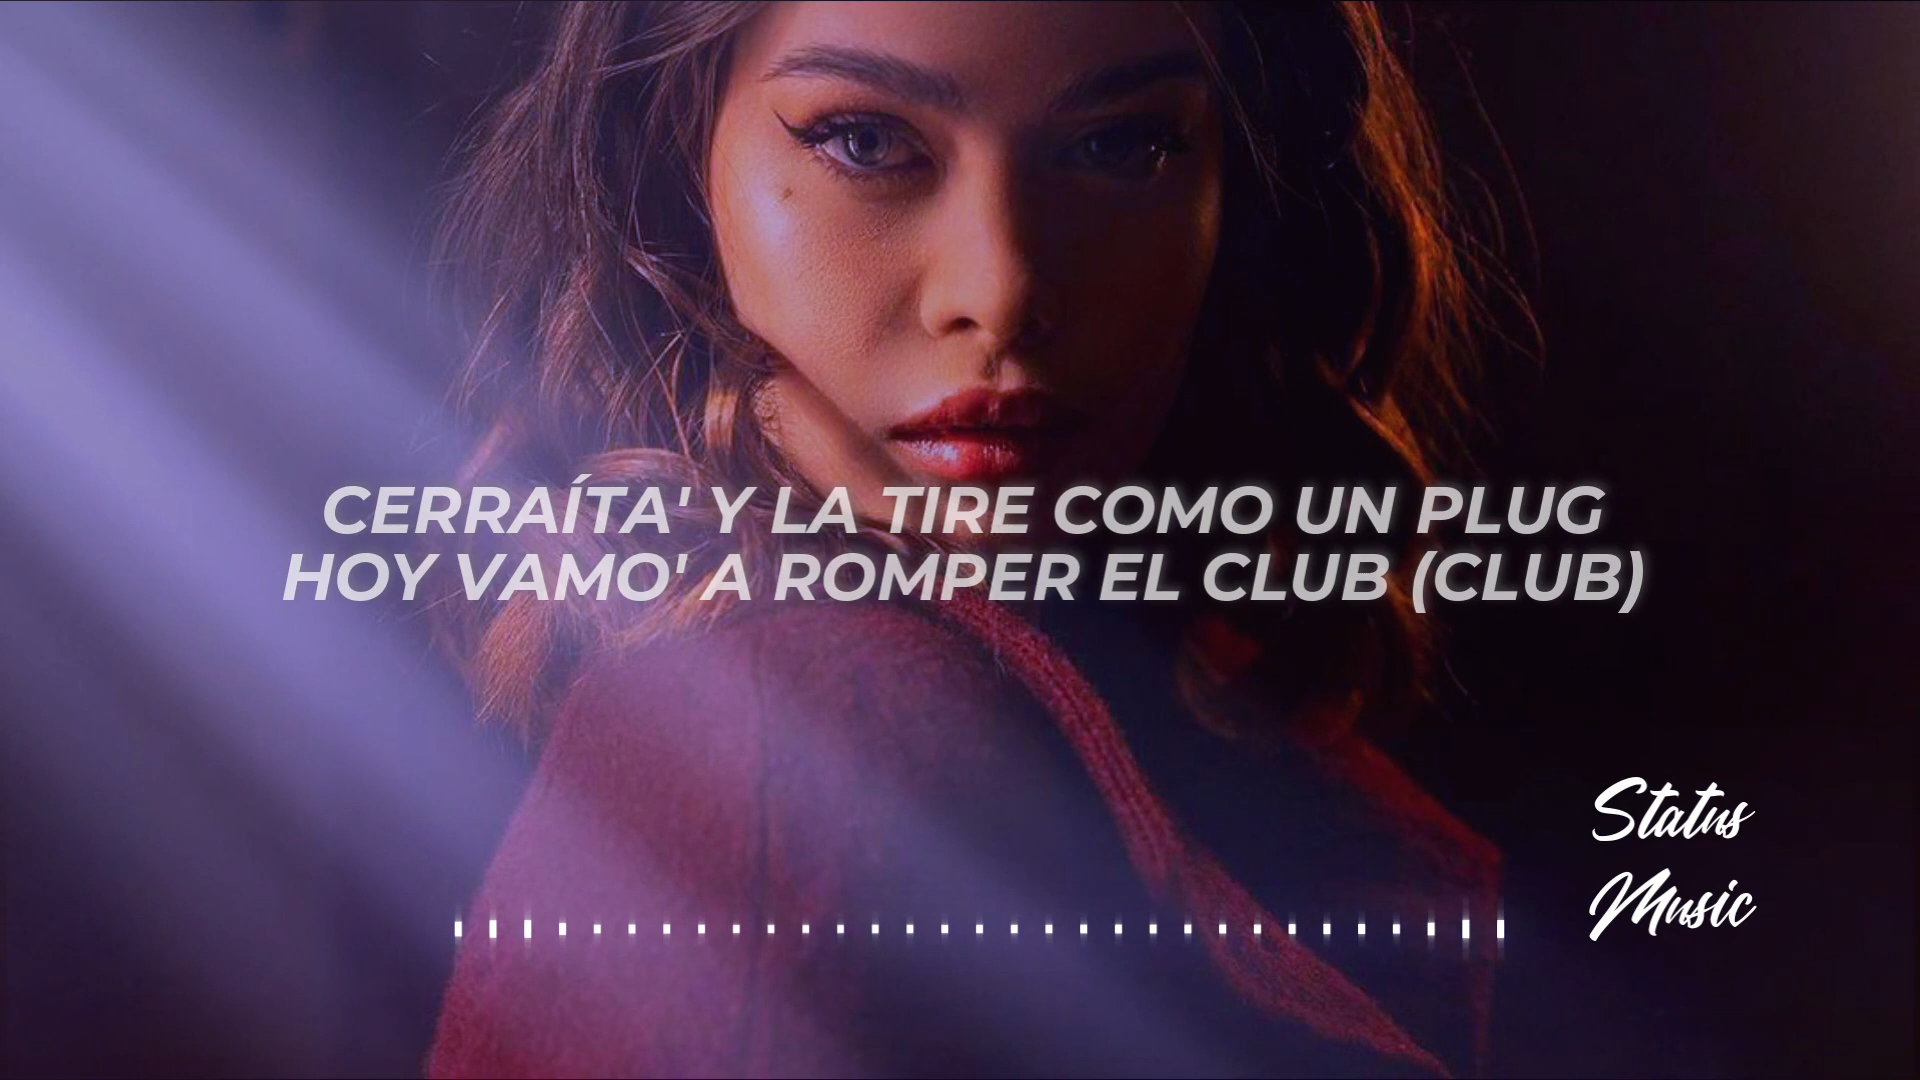 CERRAÍTA' Y LA TIRE COMO UN PLUG
HOY VAMO' A ROMPER EL CLUB (CLUB)
Status
Music